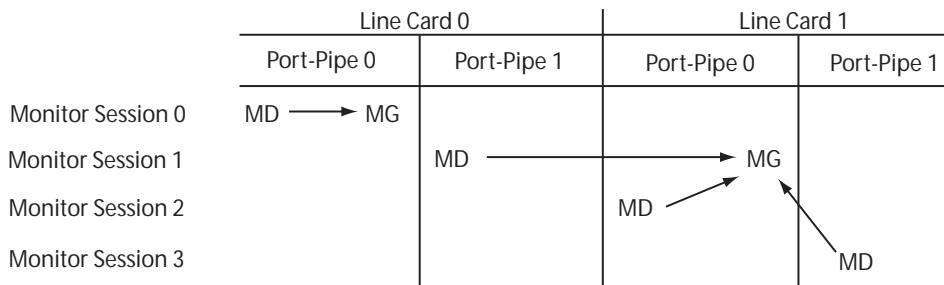 Line Card 0 Line Card 1
Port-Pipe 0 Port-Pipe 1 Port-Pipe 0 Port-Pipe 1
Monitor Session 0 MD MG
Monitor Session 1 MD MG
Monitor Session 2 MD
Monitor Session 3 MD